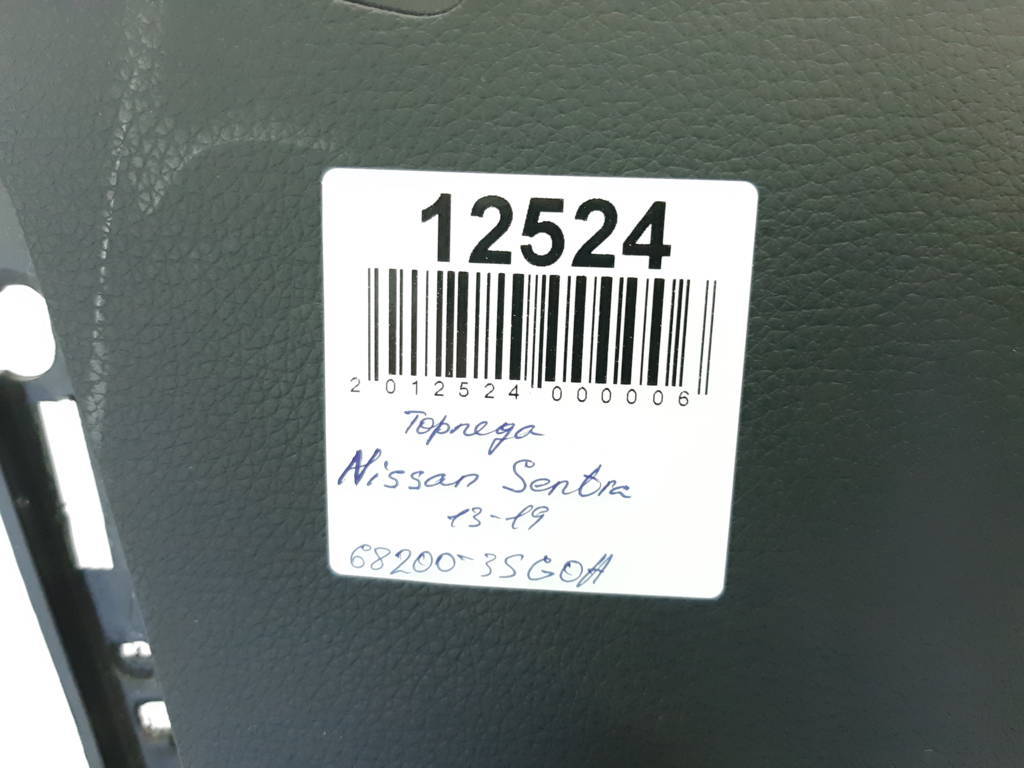 12524
2 012524 000006
Торпеда
Nissan Sentra
13-19
68200-3SG0A